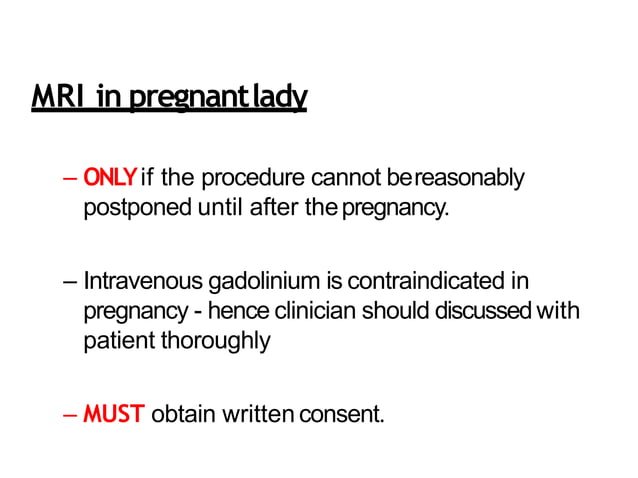 MRI in pregnant lady
– ONLY if the procedure cannot be reasonably
postponed until after the pregnancy.
– Intravenous gadolinium is contraindicated in
pregnancy - hence clinician should discussed with
patient thoroughly
– MUST obtain written consent.